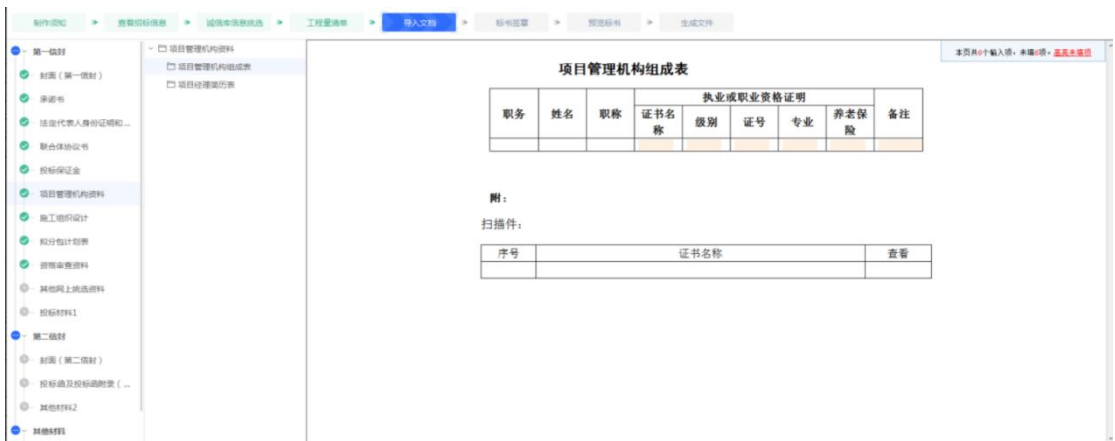 制作须知
查看招标信息
诚信库信息挑选
工程量清单
导入文档
标书签章
预览标书
生成文件
第一信封
封面（第一信封）
承诺书
法定代表人身份证明和...
联合体协议书
投标保证金
项目管理机构资料
施工组织设计
拟分包计划表
资格审查资料
其他网上挑选资料
投标材料1
第二信封
封面（第二信封）
投标函及投标函附录（...
其他材料2
其他材料
项目管理机构资料
项目管理机构组成表
项目经理简历表
本页共6个输入项，未填6项，高亮未填项
项目管理机构组成表
职务 姓名 职称 执业或职业资格证明 备注
证书名称 级别 证号 专业 养老保险
附：
扫描件：
序号 证书名称 查看